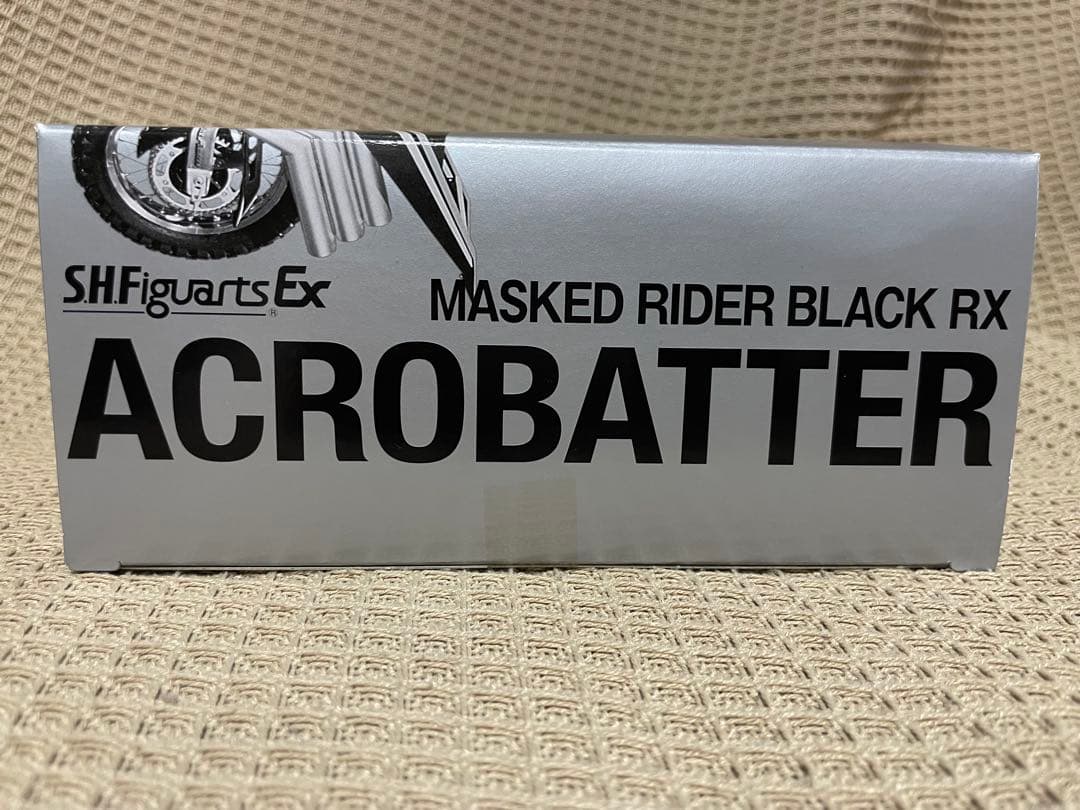 S.H.Figuarts Ex
®
MASKED RIDER BLACK RX
ACROBATTER